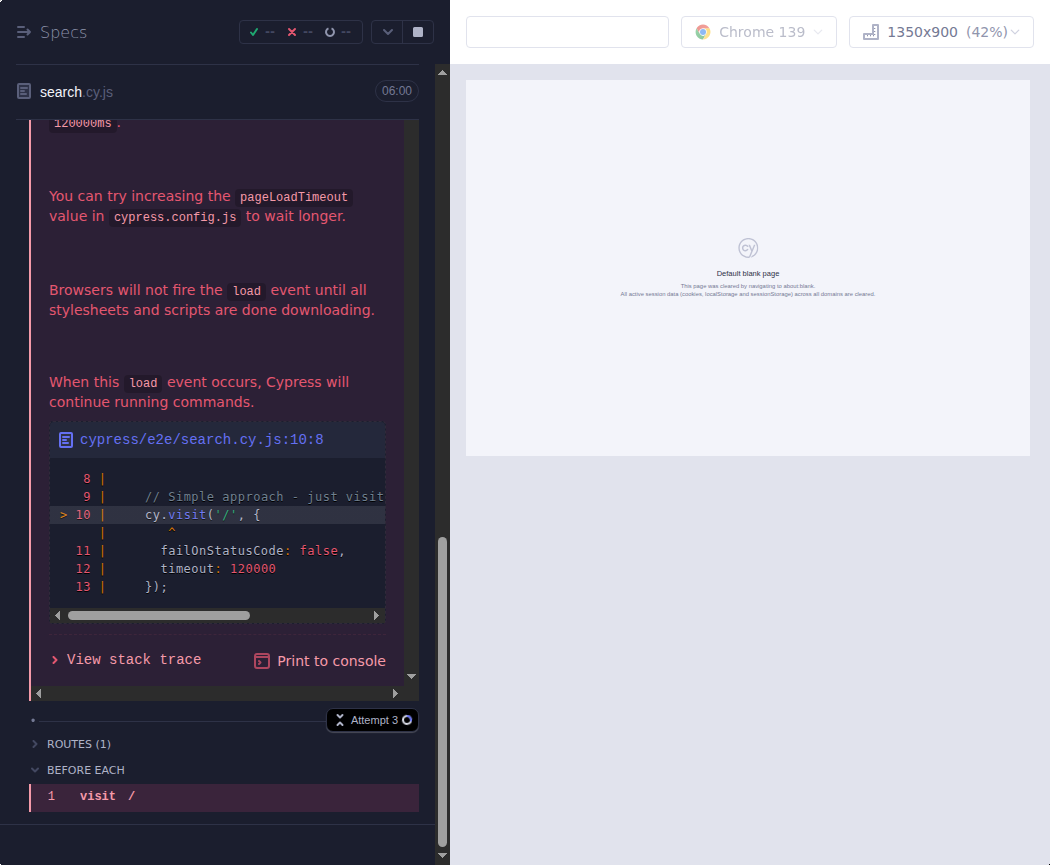 Specs
--
--
--
Chrome 139
1350x900 (42%)
search.cy.js
06:00
120000ms.
You can try increasing the pageLoadTimeout
value in cypress.config.js to wait longer.
Browsers will not fire the load event until all
stylesheets and scripts are done downloading.
When this load event occurs, Cypress will
continue running commands.
cypress/e2e/search.cy.js:10:8
8 |
9 | // Simple approach - just visit
> 10 | cy.visit('/', {
| ^
11 | failOnStatusCode: false,
12 | timeout: 120000
13 | });
View stack trace
Print to console
Attempt 3
ROUTES (1)
BEFORE EACH
1 visit /
cy
Default blank page
This page was cleared by navigating to about:blank.
All active session data (cookies, localStorage and sessionStorage) across all domains are cleared.